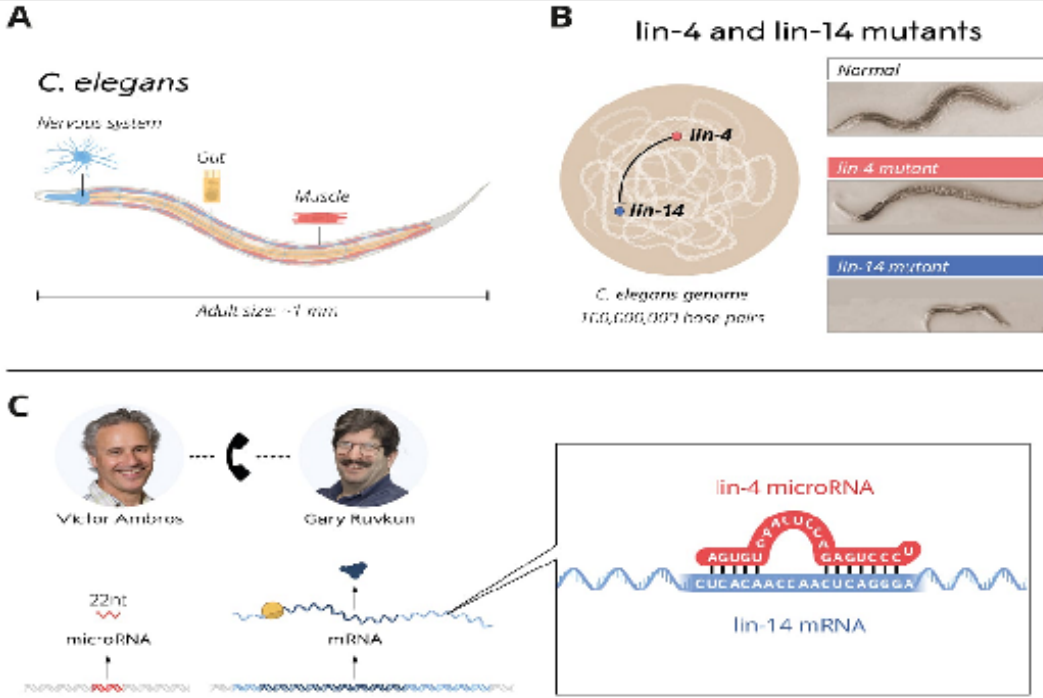 A
C. elegans
Nervous system
Gut
Muscle
Adult size: ~1 mm
B
lin-4 and lin-14 mutants
lin-4
lin-14
C. elegans genome
100,000,000 base pairs
Normal
lin-4 mutant
lin-14 mutant
C
Victor Ambros
Gary Ruvkun
22nt
microRNA
mRNA
lin-4 microRNA
AGUGU
GAGUCCC
U
CUCACAACCAACUCAGGGA
lin-14 mRNA